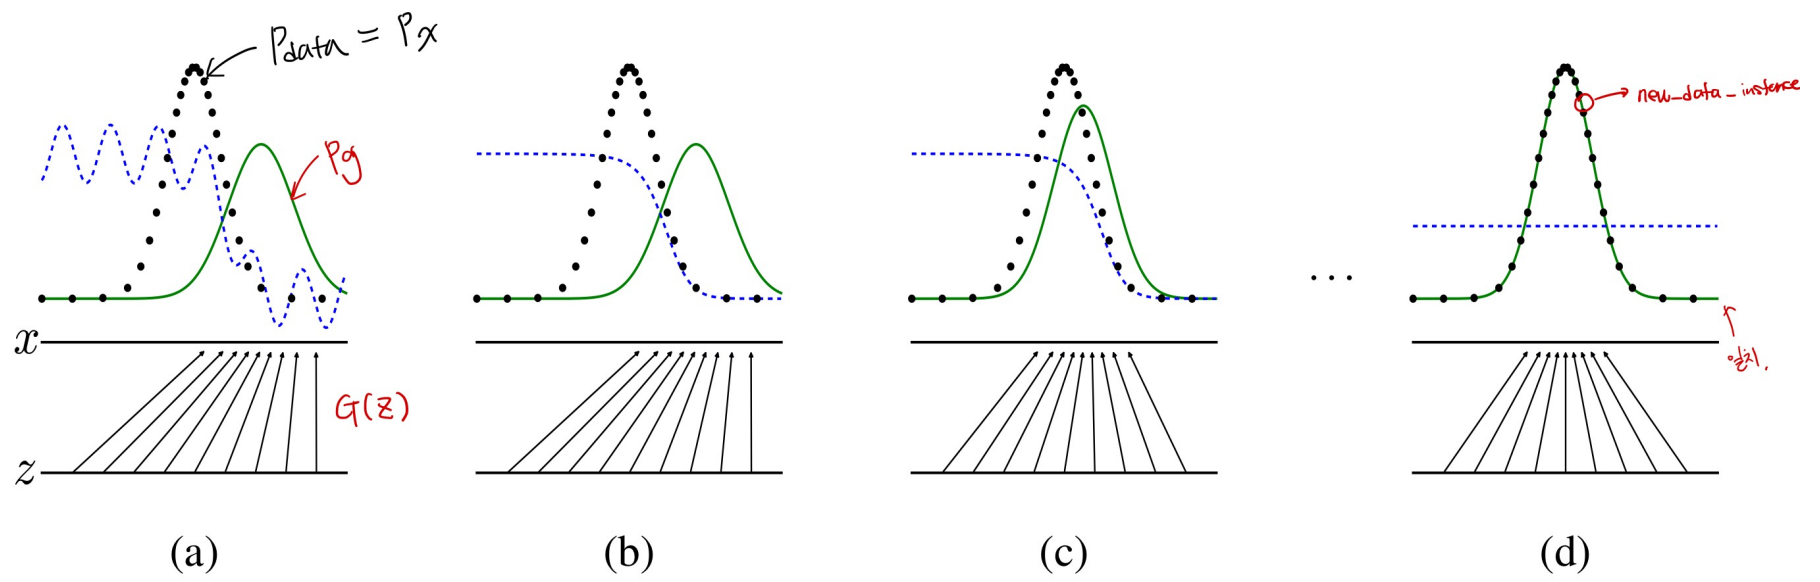 Pdata = Px
Pg
new_data_instance
...
x
일치.
G(z)
z
(a)
(b)
(c)
(d)